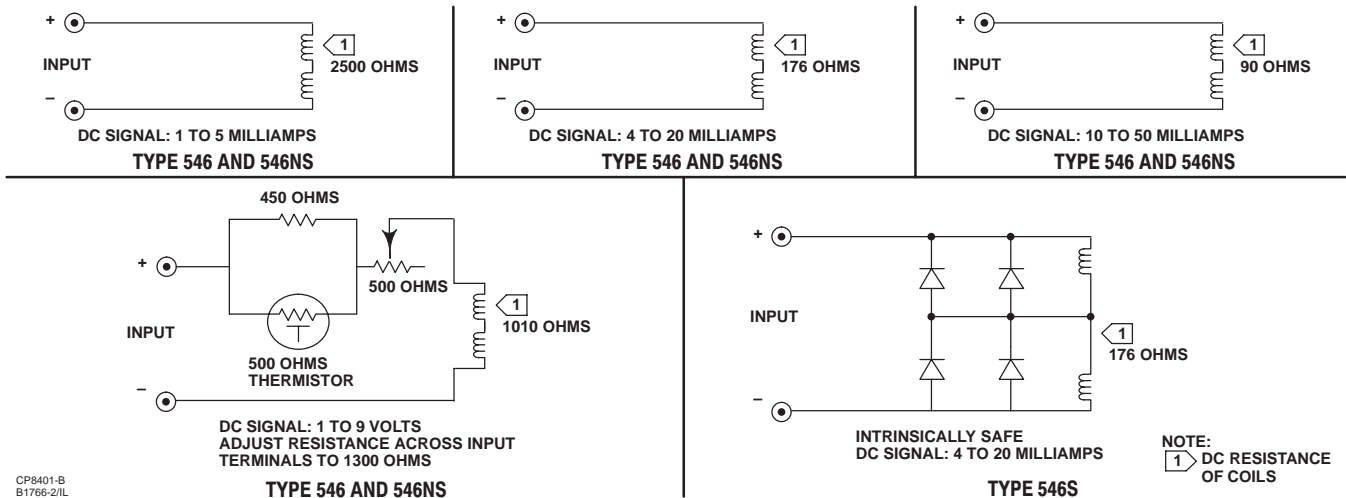 +
INPUT
–
1
2500 OHMS
DC SIGNAL: 1 TO 5 MILLIAMPS
TYPE 546 AND 546NS
+
INPUT
–
1
176 OHMS
DC SIGNAL: 4 TO 20 MILLIAMPS
TYPE 546 AND 546NS
+
INPUT
–
1
90 OHMS
DC SIGNAL: 10 TO 50 MILLIAMPS
TYPE 546 AND 546NS
450 OHMS
+
500 OHMS
1
1010 OHMS
INPUT
500 OHMS
THERMISTOR
–
DC SIGNAL: 1 TO 9 VOLTS
ADJUST RESISTANCE ACROSS INPUT
TERMINALS TO 1300 OHMS
CP8401-B
B1766-2/IL
TYPE 546 AND 546NS
+
INPUT
1
176 OHMS
–
INTRINSICALLY SAFE
DC SIGNAL: 4 TO 20 MILLIAMPS
TYPE 546S
NOTE:
1 DC RESISTANCE
OF COILS